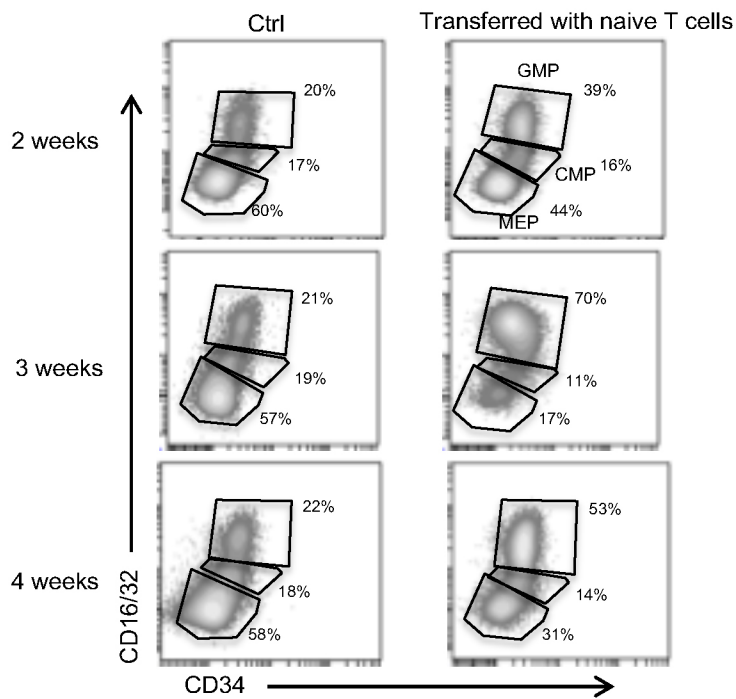 Ctrl
Transferred with naive T cells
2 weeks
20%
17%
60%
GMP
39%
CMP
16%
MEP
44%
3 weeks
21%
19%
57%
70%
11%
17%
4 weeks
22%
18%
58%
53%
14%
31%
CD16/32
CD34